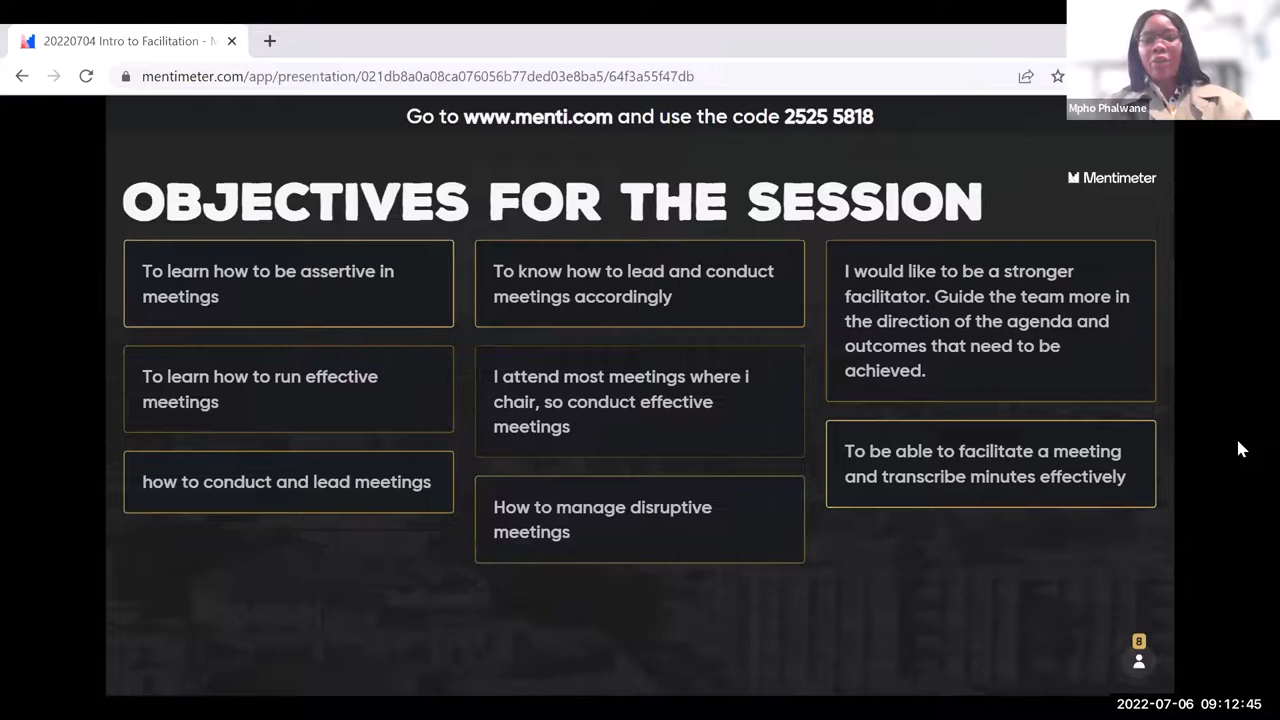 20220704 Intro to Facilitation - M
mentimeter.com/app/presentation/021db8a0a08ca076056b77ded03e8ba5/64f3a55f47db
Mpho Phalwane
Go to www.menti.com and use the code 2525 5818
Mentimeter
OBJECTIVES FOR THE SESSION
To learn how to be assertive in
meetings
To learn how to run effective
meetings
how to conduct and lead meetings
To know how to lead and conduct
meetings accordingly
I attend most meetings where i
chair, so conduct effective
meetings
How to manage disruptive
meetings
I would like to be a stronger
facilitator. Guide the team more in
the direction of the agenda and
outcomes that need to be
achieved.
To be able to facilitate a meeting
and transcribe minutes effectively
8
2022-07-06 09:12:45